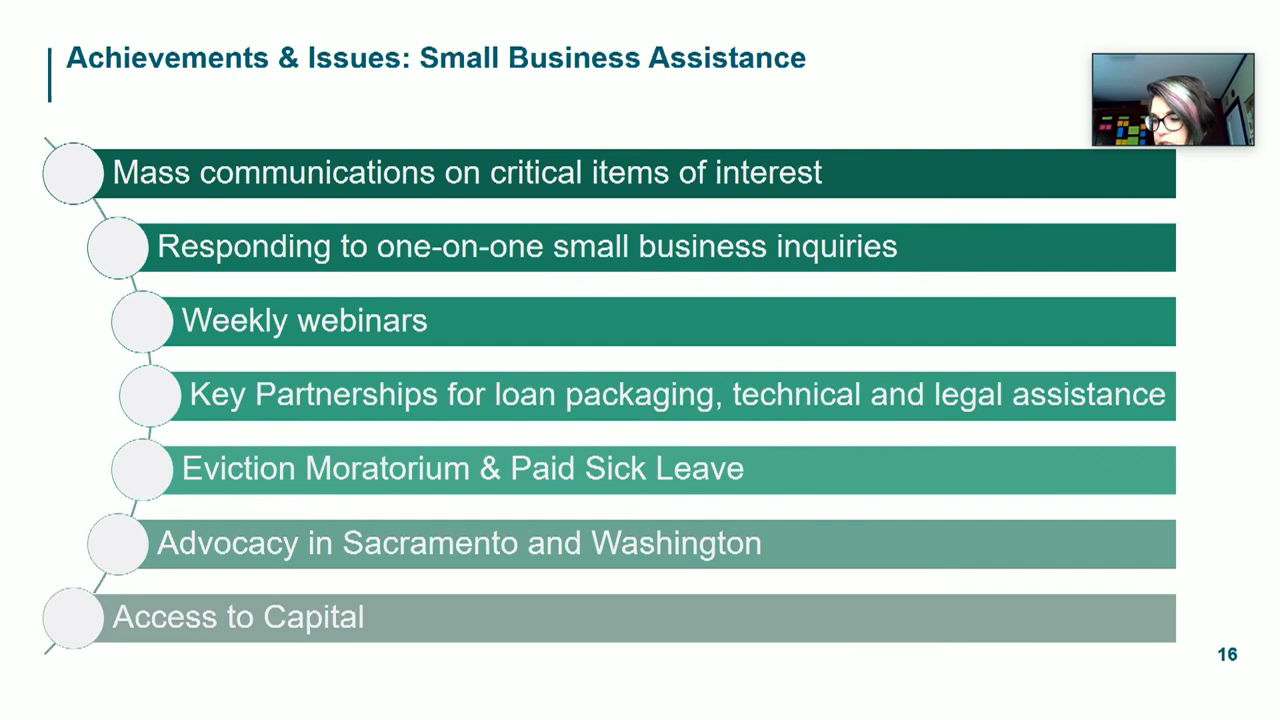 Achievements & Issues: Small Business Assistance
Mass communications on critical items of interest
Responding to one-on-one small business inquiries
Weekly webinars
Key Partnerships for loan packaging, technical and legal assistance
Eviction Moratorium & Paid Sick Leave
Advocacy in Sacramento and Washington
Access to Capital
16